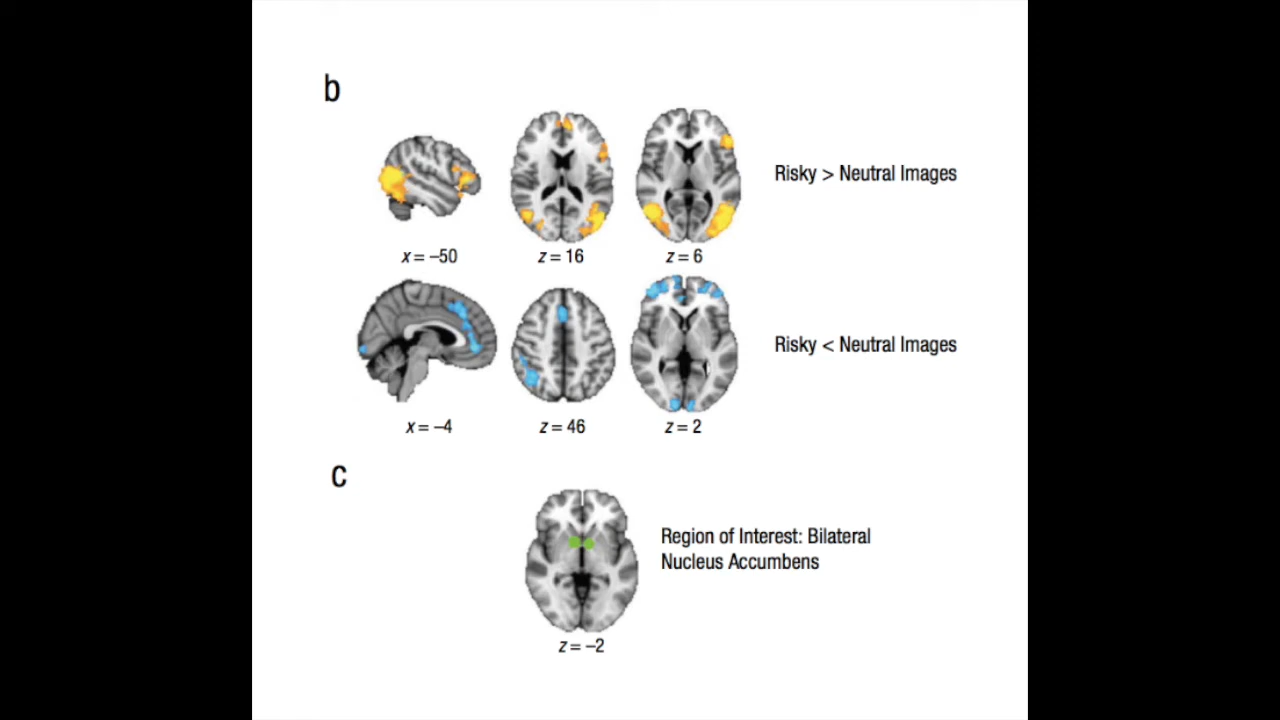 b
Risky > Neutral Images
x = –50
z = 16
z = 6
Risky < Neutral Images
x = –4
z = 46
z = 2
c
Region of Interest: Bilateral
Nucleus Accumbens
z = –2